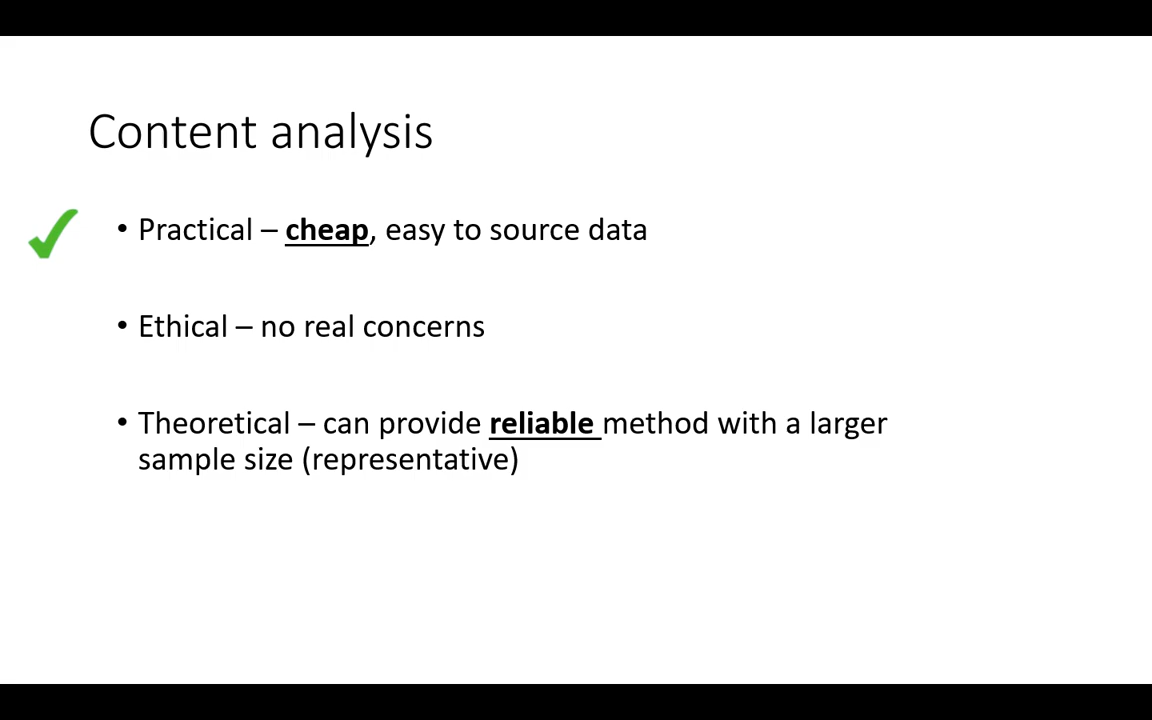 Content analysis
• Practical – cheap, easy to source data
• Ethical – no real concerns
• Theoretical – can provide reliable method with a larger
sample size (representative)